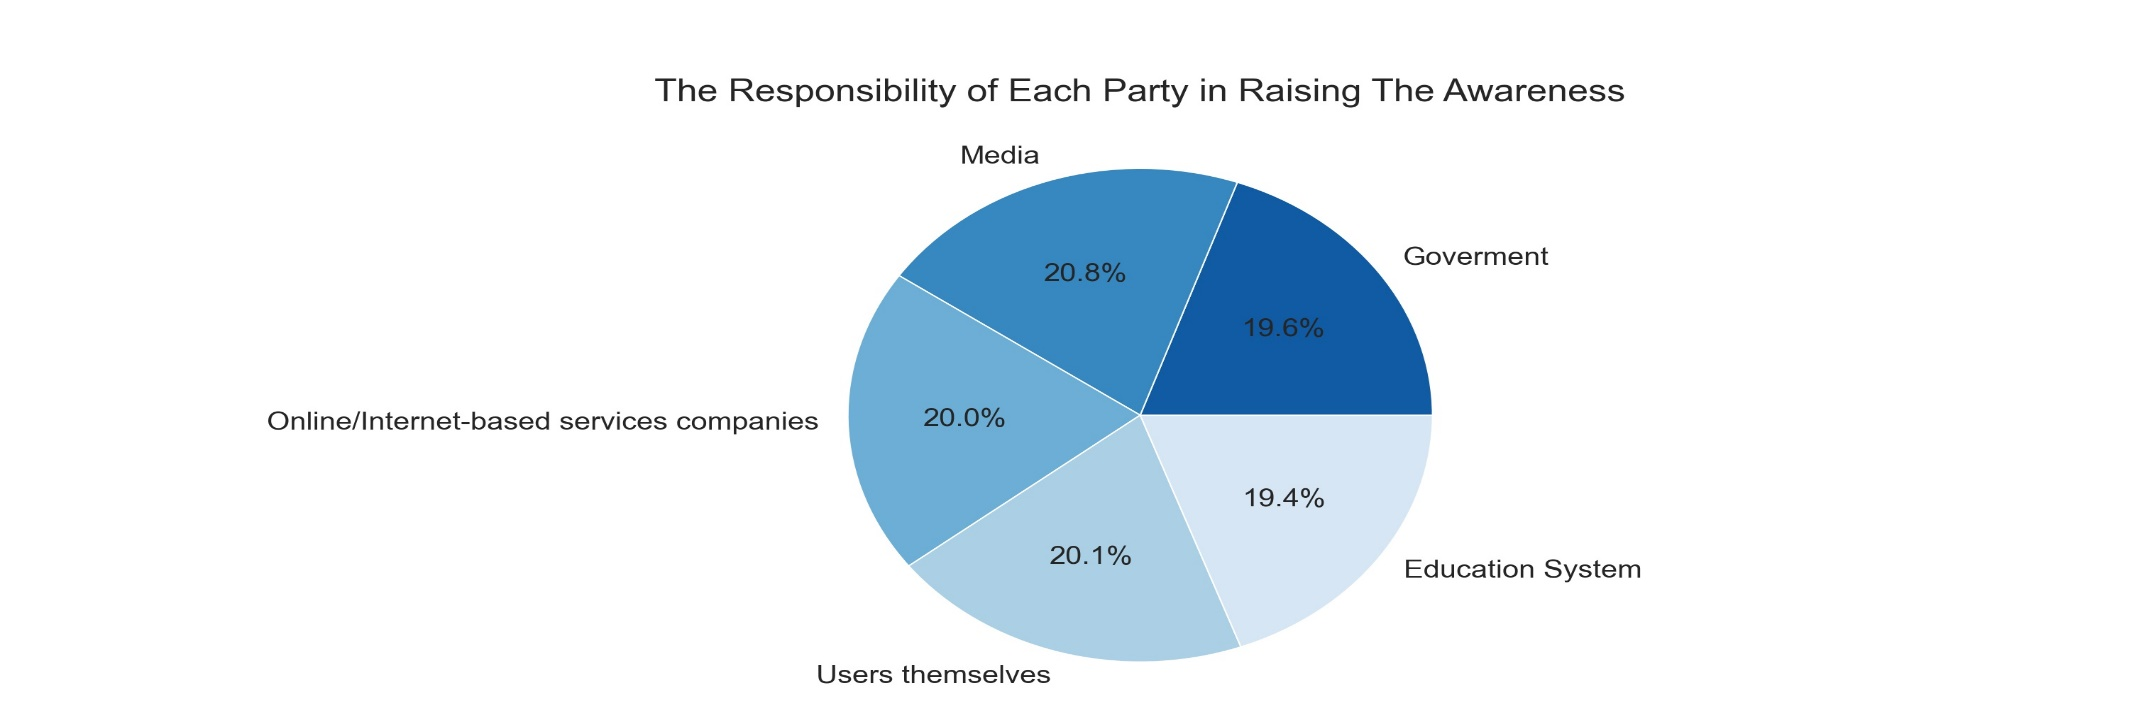 The Responsibility of Each Party in Raising The Awareness
Media
Goverment
20.8%
19.6%
Online/Internet-based services companies
20.0%
19.4%
20.1%
Education System
Users themselves